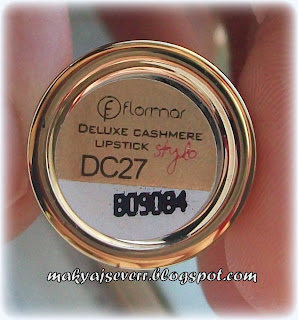 flormar
DELUXE CASHMERE
LIPSTICK stylo
DC27
B09084
makyajseverr.blogspot.com